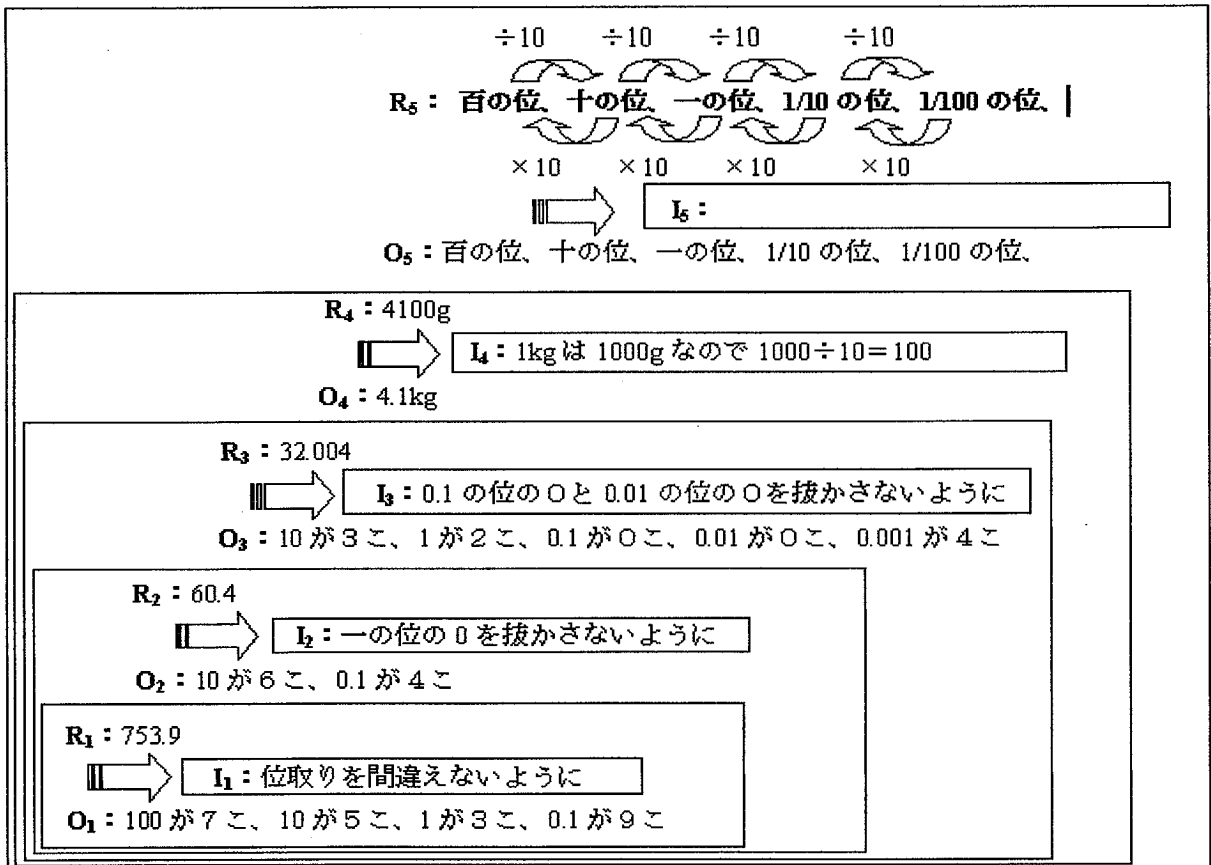 ÷10 ÷10 ÷10 ÷10
R₅：百の位、十の位、一の位、1/10 の位、1/100 の位、
×10 ×10 ×10 ×10
I₅：
O₅：百の位、十の位、一の位、1/10 の位、1/100 の位、
R₄：4100g
I₄：1kg は 1000g なので 1000÷10＝100
O₄：4.1kg
R₃：32.004
I₃：0.1 の位の○と 0.01 の位の○を抜かさないように
O₃：10 が３こ、1 が２こ、0.1 が○こ、0.01 が○こ、0.001 が４こ
R₂：60.4
I₂：一の位の 0 を抜かさないように
O₂：10 が６こ、0.1 が４こ
R₁：753.9
I₁：位取りを間違えないように
O₁：100 が７こ、10 が５こ、1 が３こ、0.1 が９こ